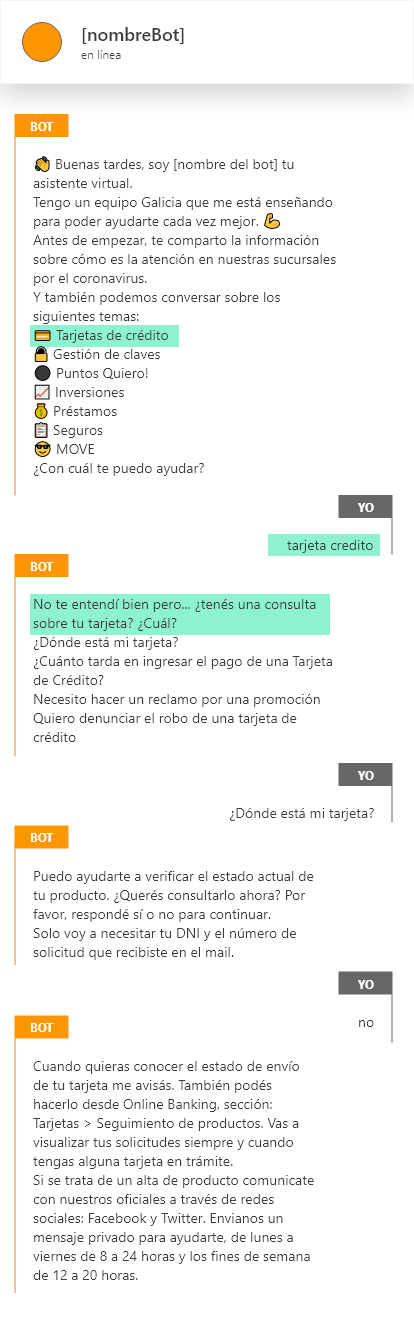 [nombreBot]
en línea
BOT
👏 Buenas tardes, soy [nombre del bot] tu
asistente virtual.
Tengo un equipo Galicia que me está enseñando
para poder ayudarte cada vez mejor. 💪
Antes de empezar, te comparto la información
sobre cómo es la atención en nuestras sucursales
por el coronavirus.
Y también podemos conversar sobre los
siguientes temas:
💳 Tarjetas de crédito
🔒 Gestión de claves
⚫ Puntos Quiero!
📈 Inversiones
💰 Préstamos
📋 Seguros
😎 MOVE
¿Con cuál te puedo ayudar?
YO
tarjeta credito
BOT
No te entendí bien pero... ¿tenés una consulta
sobre tu tarjeta? ¿Cuál?
¿Dónde está mi tarjeta?
¿Cuánto tarda en ingresar el pago de una Tarjeta
de Crédito?
Necesito hacer un reclamo por una promoción
Quiero denunciar el robo de una tarjeta de
crédito
YO
¿Dónde está mi tarjeta?
BOT
Puedo ayudarte a verificar el estado actual de
tu producto. ¿Querés consultarlo ahora? Por
favor, respondé sí o no para continuar.
Solo voy a necesitar tu DNI y el número de
solicitud que recibiste en el mail.
YO
no
BOT
Cuando quieras conocer el estado de envío
de tu tarjeta me avisás. También podés
hacerlo desde Online Banking, sección:
Tarjetas > Seguimiento de productos. Vas a
visualizar tus solicitudes siempre y cuando
tengas alguna tarjeta en trámite.
Si se trata de un alta de producto comunicate
con nuestros oficiales a través de redes
sociales: Facebook y Twitter. Envianos un
mensaje privado para ayudarte, de lunes a
viernes de 8 a 24 horas y los fines de semana
de 12 a 20 horas.